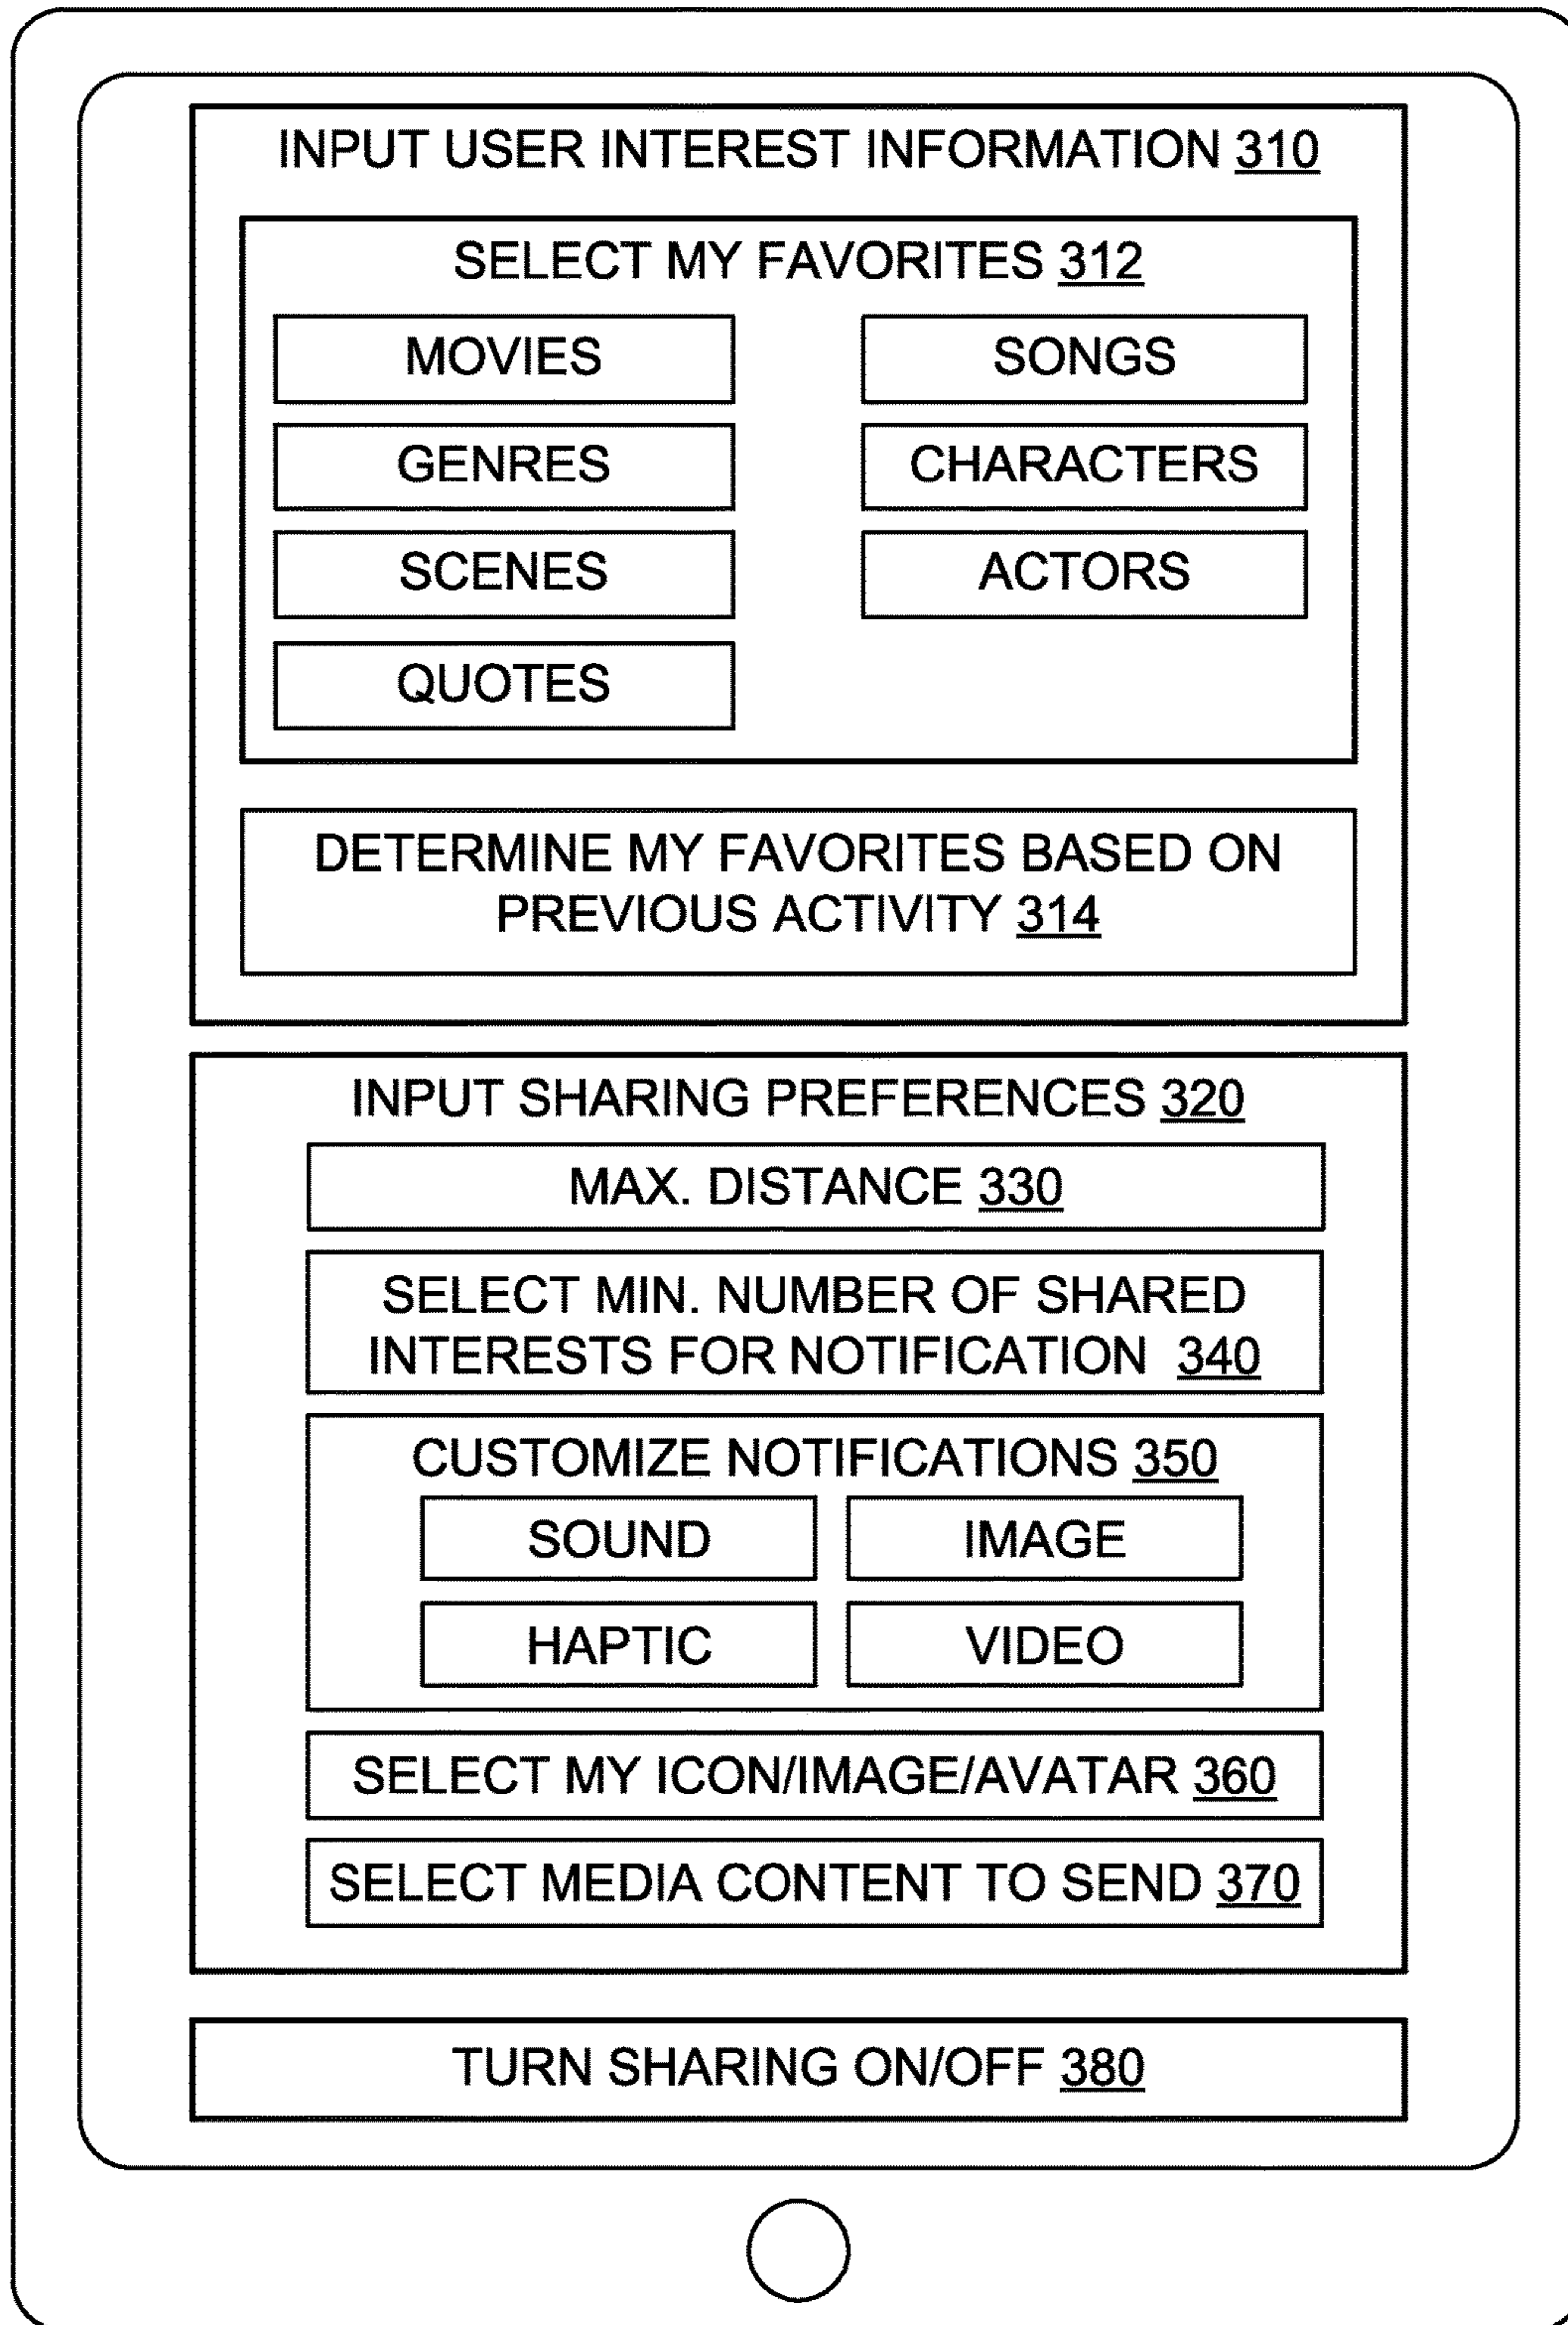 INPUT USER INTEREST INFORMATION 310
SELECT MY FAVORITES 312
MOVIES
SONGS
GENRES
CHARACTERS
SCENES
ACTORS
QUOTES
DETERMINE MY FAVORITES BASED ON
PREVIOUS ACTIVITY 314
INPUT SHARING PREFERENCES 320
MAX. DISTANCE 330
SELECT MIN. NUMBER OF SHARED
INTERESTS FOR NOTIFICATION 340
CUSTOMIZE NOTIFICATIONS 350
SOUND
IMAGE
HAPTIC
VIDEO
SELECT MY ICON/IMAGE/AVATAR 360
SELECT MEDIA CONTENT TO SEND 370
TURN SHARING ON/OFF 380